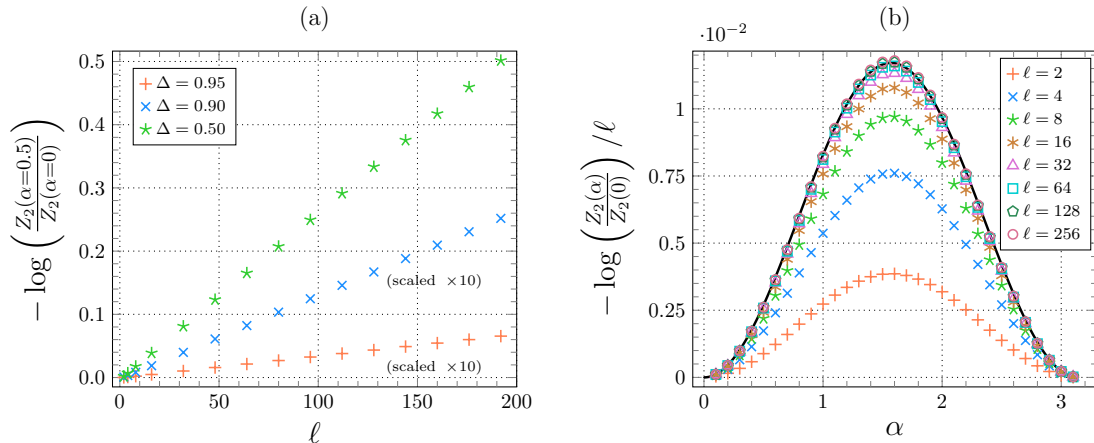 (a)
− log (Z₂(α=0.5)/Z₂(α=0))
0.5
0.4
0.3
0.2
0.1
0.0
0 50 100 150 200
ℓ
Δ = 0.95
Δ = 0.90
Δ = 0.50
(scaled ×10)
(scaled ×10)
(b)
·10⁻²
− log (Z₂(α)/Z₂(0)) /ℓ
1
0.75
0.5
0.25
0
0 1 2 3
α
ℓ = 2
ℓ = 4
ℓ = 8
ℓ = 16
ℓ = 32
ℓ = 64
ℓ = 128
ℓ = 256